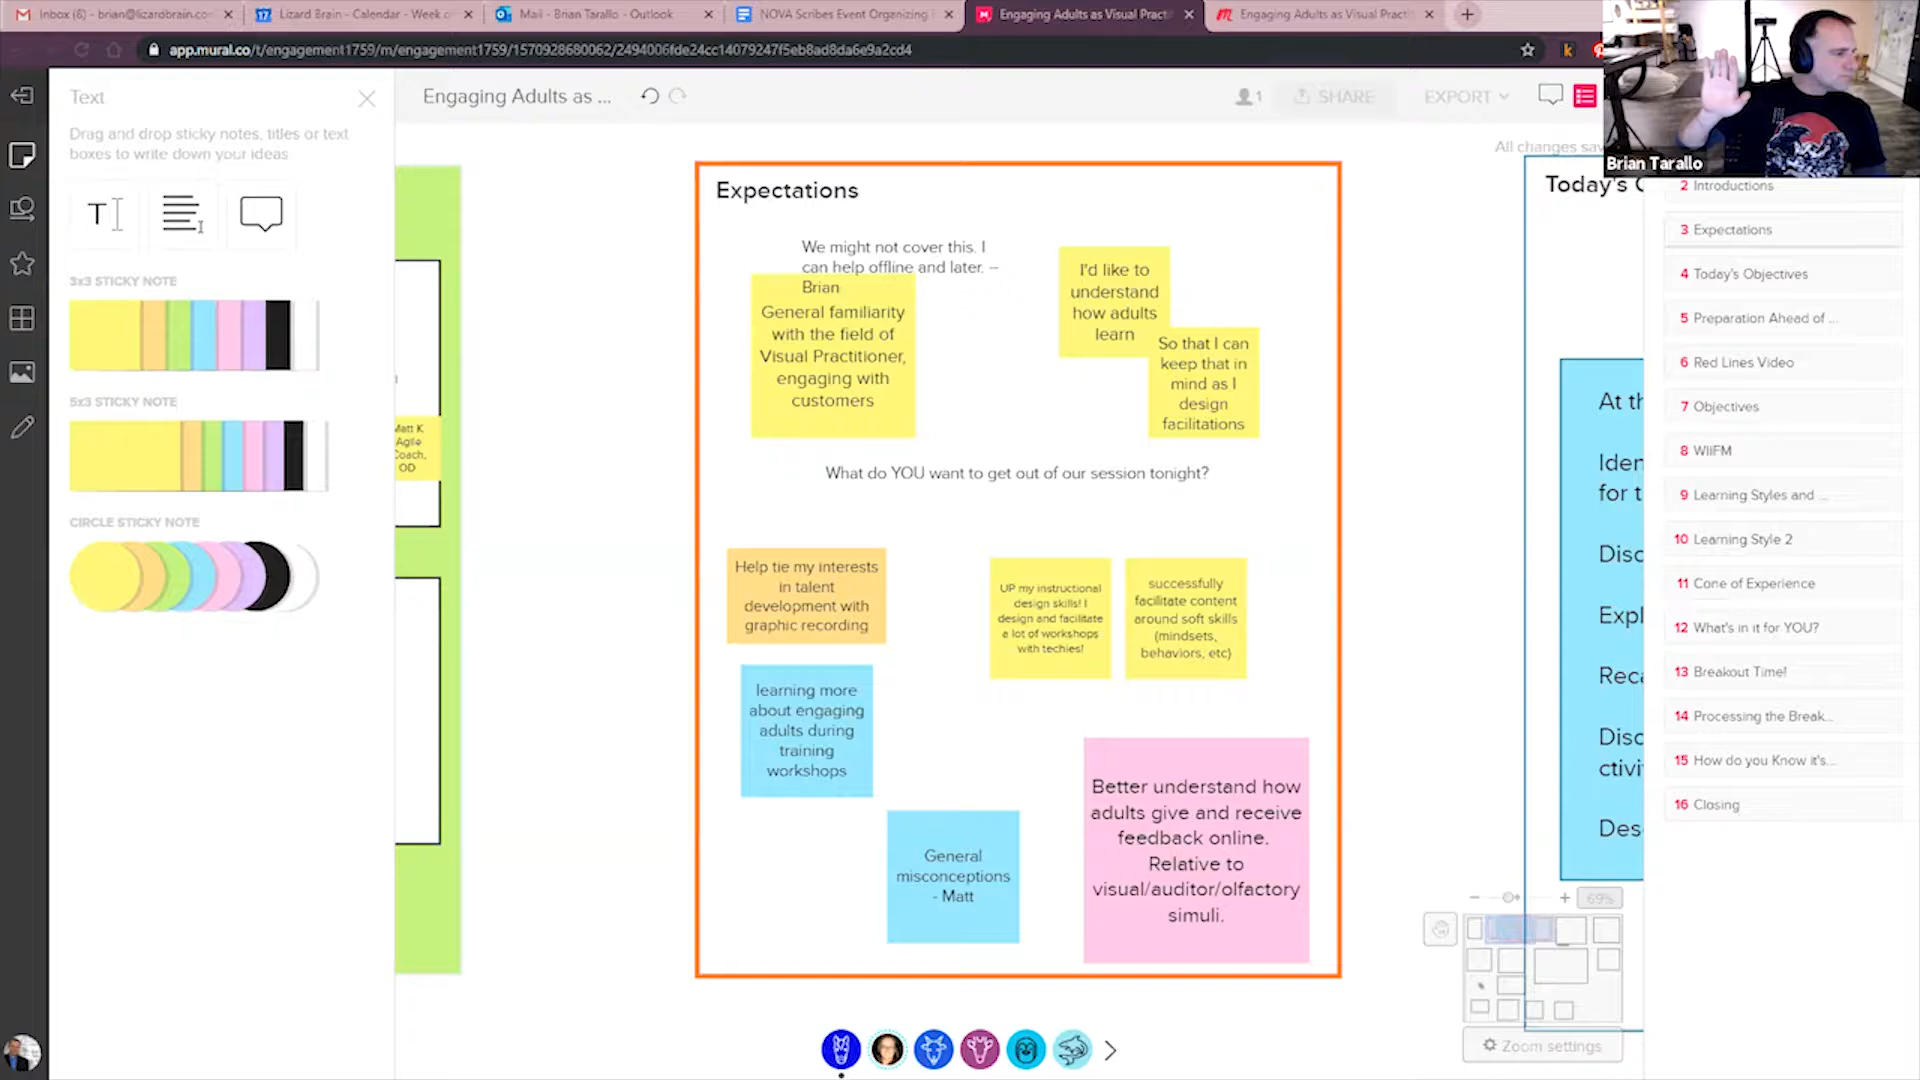 Inbox (6) - brian@lizardbrain.co
Lizard Brain - Calendar - Week o
Mail - Brian Tarallo - Outlook
NOVA Scribes Event Organizing
Engaging Adults as Visual Pract
Engaging Adults as Visual Practi
app.mural.co/t/engagement1759/m/engagement1759/1570928680062/2494006fde24cc14079247f5eb8ad8da6e9a2cd4
Brian Tarallo
Text
Drag and drop sticky notes, titles or text
boxes to write down your ideas
T
3x3 STICKY NOTE
5x3 STICKY NOTE
CIRCLE STICKY NOTE
Engaging Adults as ...
1
SHARE
EXPORT
All changes sav
Matt K
Agile
Coach,
OD
Expectations
We might not cover this. I
can help offline and later. –
Brian
General familiarity
with the field of
Visual Practitioner,
engaging with
customers
I'd like to
understand
how adults
learn
So that I can
keep that in
mind as I
design
facilitations
What do YOU want to get out of our session tonight?
Help tie my interests
in talent
development with
graphic recording
UP my instructional
design skills! I
design and facilitate
a lot of workshops
with techies!
successfully
facilitate content
around soft skills
(mindsets,
behaviors, etc)
learning more
about engaging
adults during
training
workshops
General
misconceptions
- Matt
Better understand how
adults give and receive
feedback online.
Relative to
visual/auditor/olfactory
simuli.
Today's
At th
Iden
for t
Disc
Expl
Reca
Disc
ctivi
Des
2 Introductions
3 Expectations
4 Today's Objectives
5 Preparation Ahead of ...
6 Red Lines Video
7 Objectives
8 WIIFM
9 Learning Styles and ...
10 Learning Style 2
11 Cone of Experience
12 What's in it for YOU?
13 Breakout Time!
14 Processing the Break...
15 How do you Know it's...
16 Closing
69%
Zoom settings